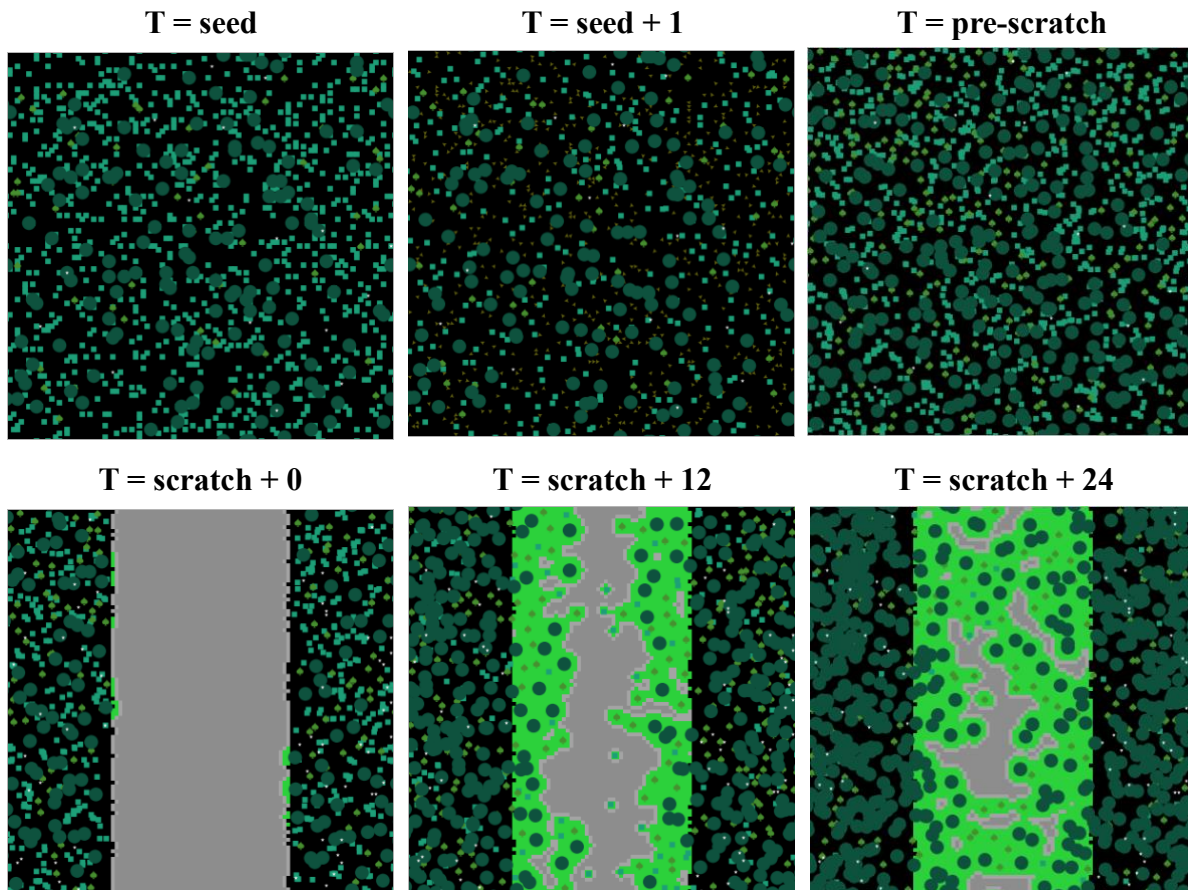 T = seed
T = seed + 1
T = pre-scratch
T = scratch + 0
T = scratch + 12
T = scratch + 24